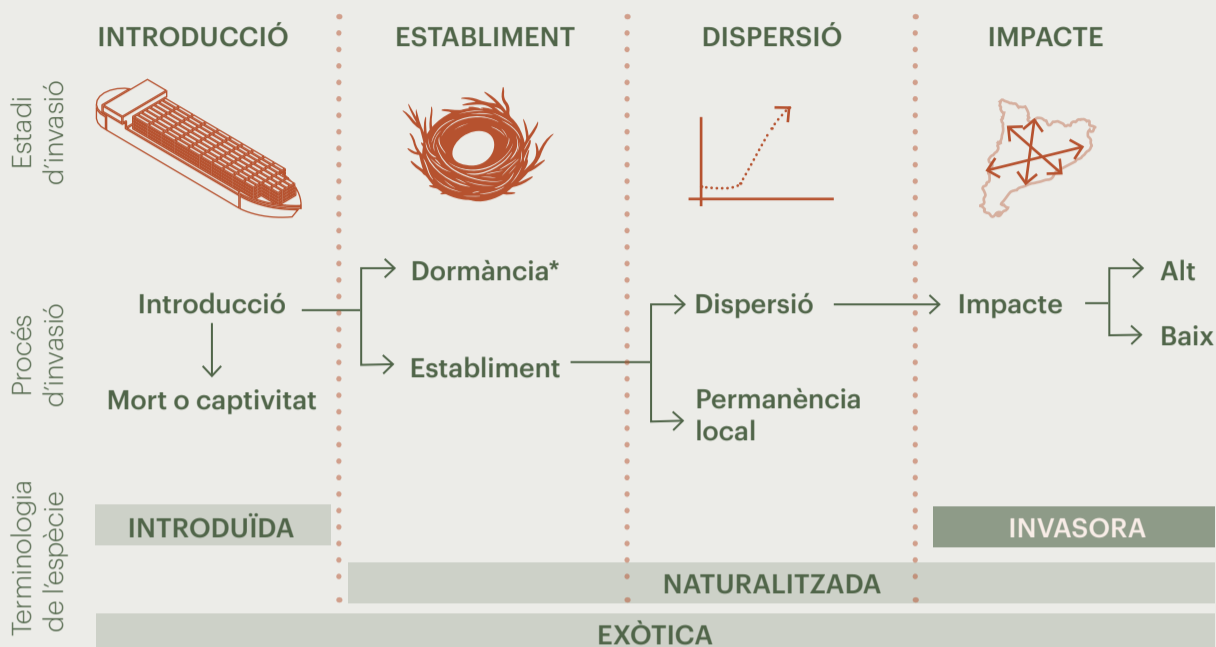 INTRODUCCIÓ
ESTABLIMENT
DISPERSIÓ
IMPACTE
Estadi
d'invasió
Procés
d'invasió
Introducció
Mort o captivitat
Dormància*
Establiment
Dispersió
Permanència
local
Impacte
Alt
Baix
Terminologia
de l'espècie
INTRODUÏDA
INVASORA
NATURALITZADA
EXÒTICA